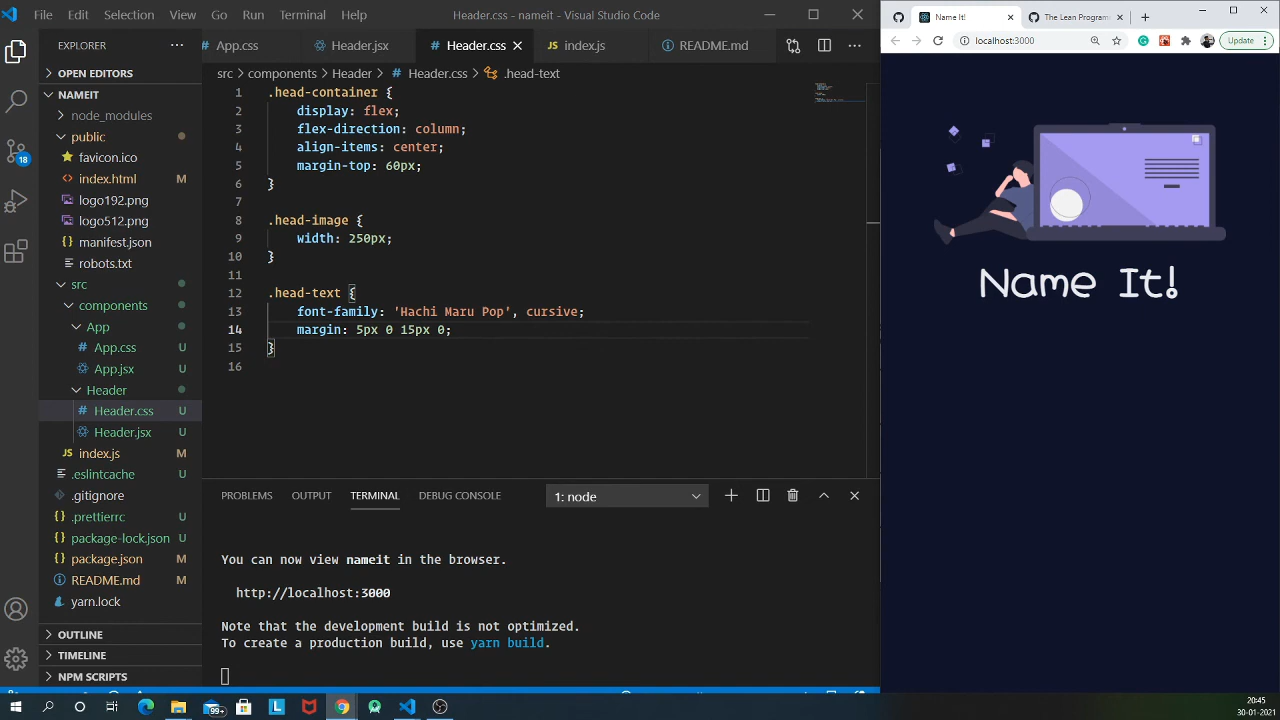 File Edit Selection View Go Run Terminal Help
Header.css - nameit - Visual Studio Code
Name It!
The Lean Program
localhost:3000
Update
EXPLORER
App.css Header.jsx Header.css index.js README.md
src > components > Header > # Header.css > .head-text
OPEN EDITORS
NAMEIT
node_modules
public
favicon.ico
index.html M
logo192.png
logo512.png
manifest.json
robots.txt
src
components
App
App.css U
App.jsx U
Header
Header.css U
Header.jsx U
index.js U
.eslintcache U
.gitignore
.prettierrc U
package-lock.json U
package.json M
README.md M
yarn.lock
OUTLINE
TIMELINE
NPM SCRIPTS
18
1 .head-container {
2 display: flex;
3 flex-direction: column;
4 align-items: center;
5 margin-top: 60px;
6 }
7
8 .head-image {
9 width: 250px;
10 }
11
12 .head-text {
13 font-family: 'Hachi Maru Pop', cursive;
14 margin: 5px 0 15px 0;
15 }
16
PROBLEMS OUTPUT TERMINAL DEBUG CONSOLE
1: node
You can now view nameit in the browser.
http://localhost:3000
Note that the development build is not optimized.
To create a production build, use yarn build.
Name It!
99+
L
20:45
30-01-2021